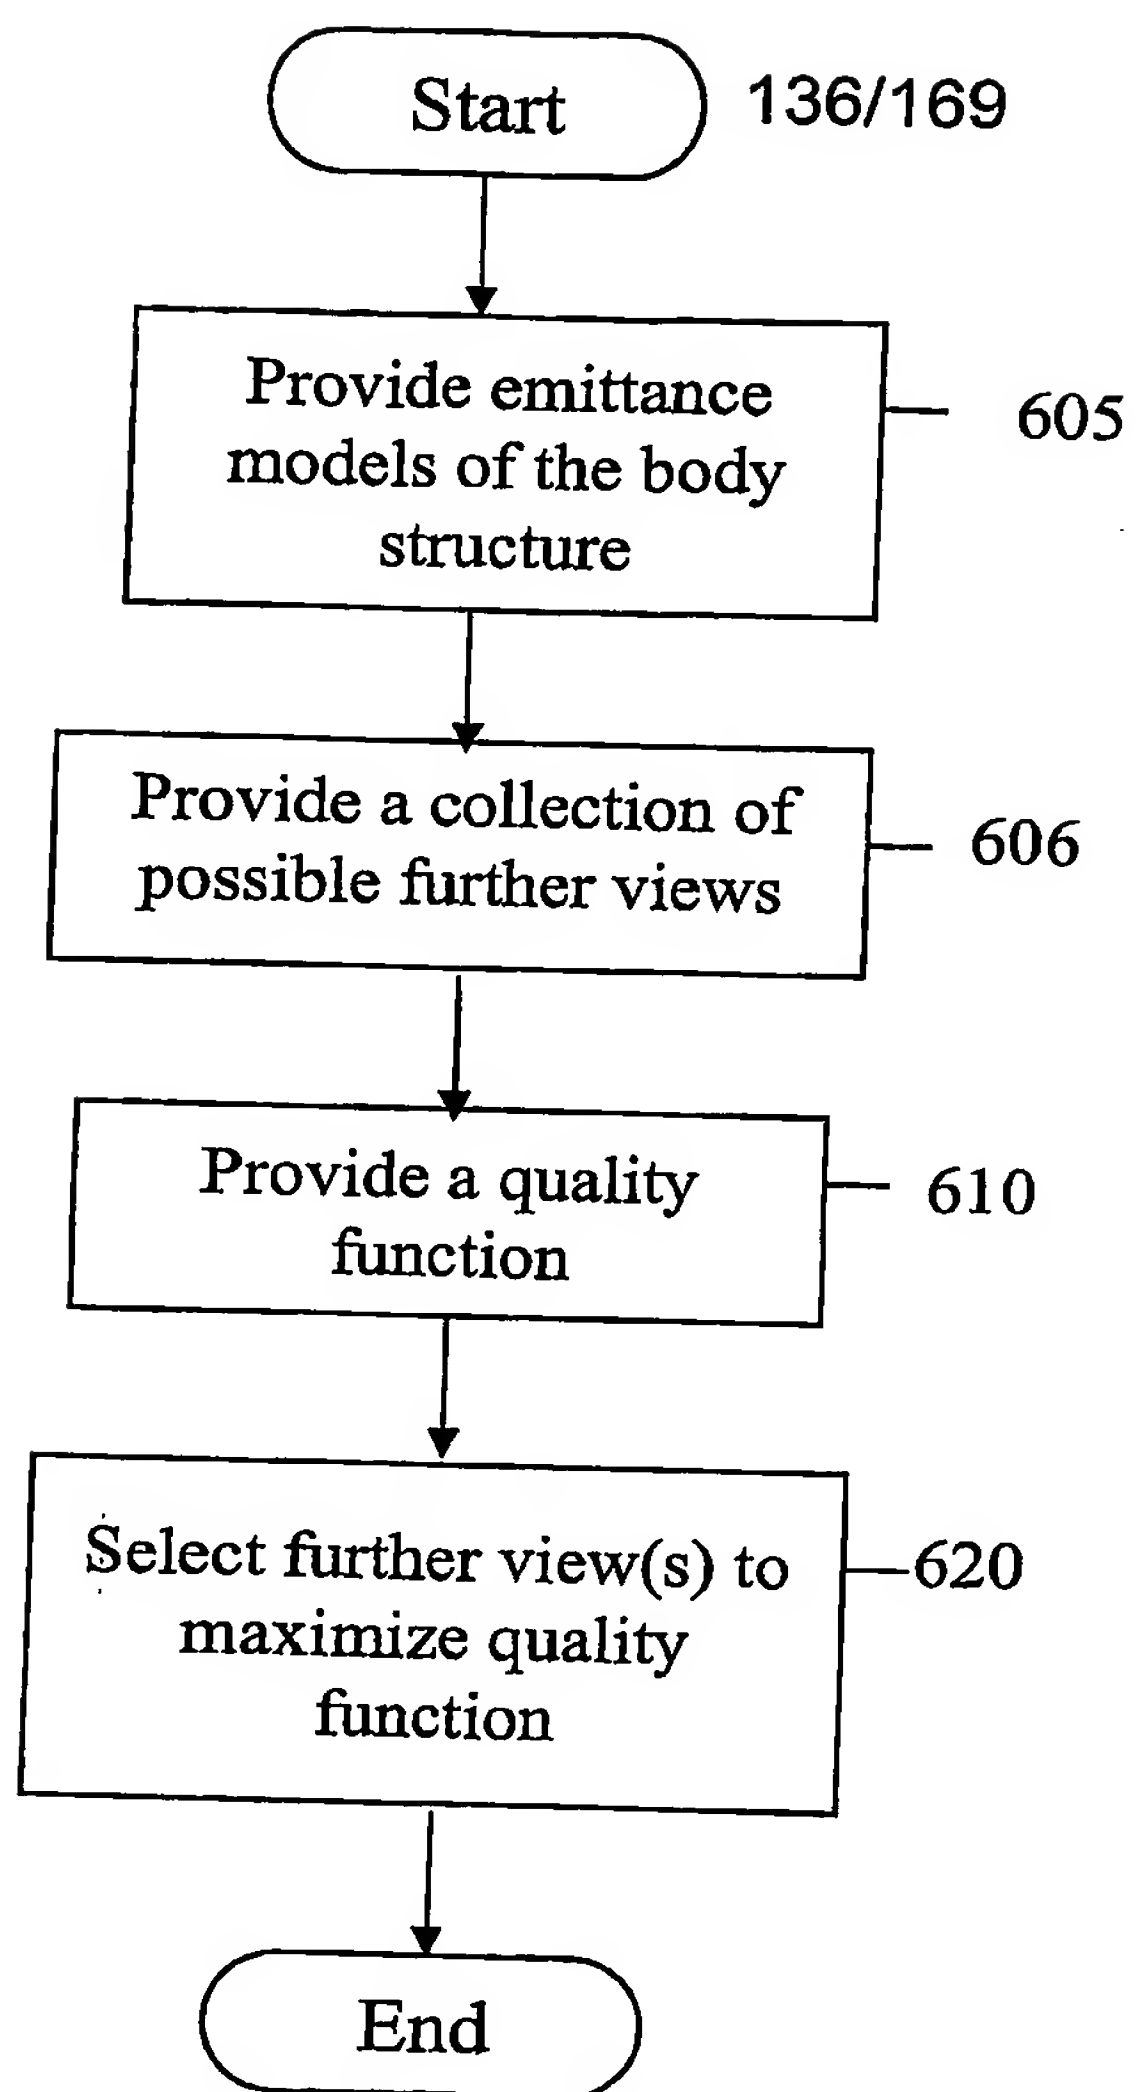 Start 136/169
Provide emittance
models of the body
structure
605
Provide a collection of
possible further views
606
Provide a quality
function
610
Select further view(s) to
maximize quality
function
620
End